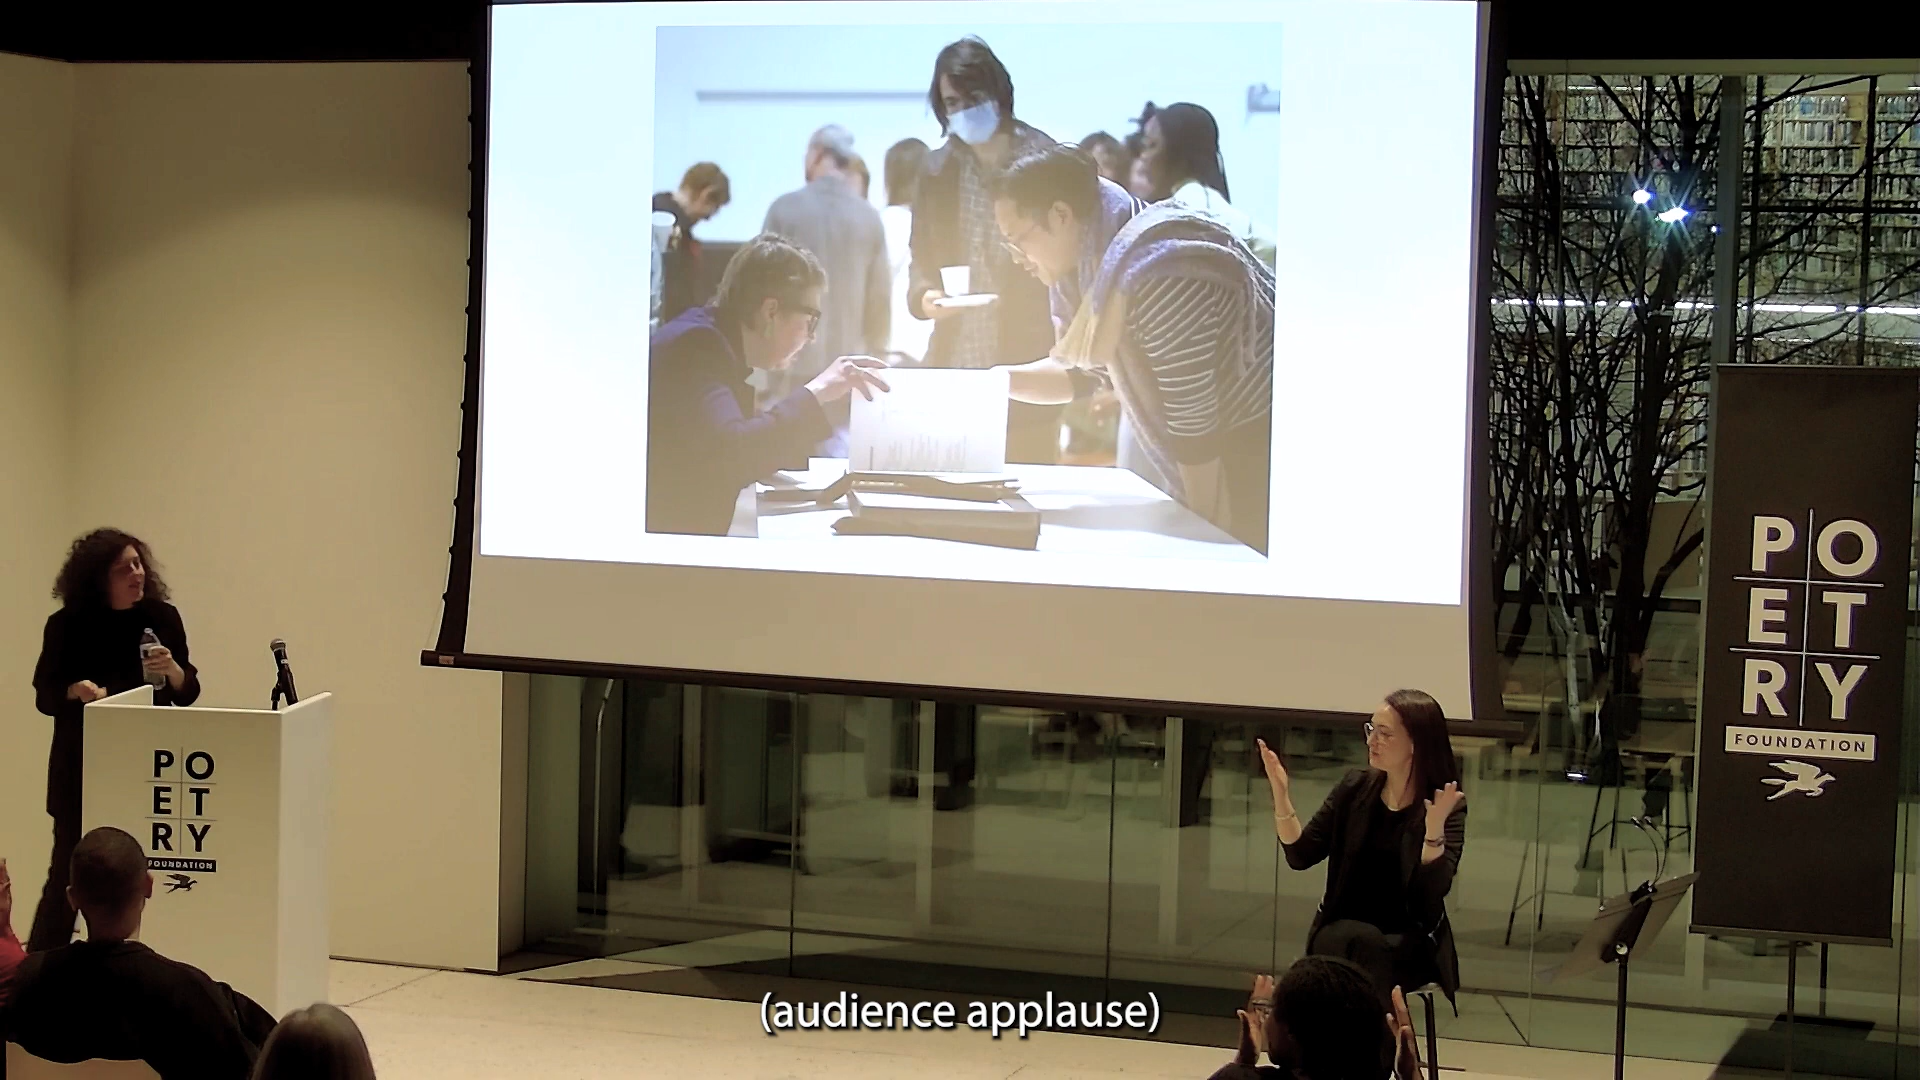 PO
ET
RY
FOUNDATION
PO
ET
RY
FOUNDATION
(audience applause)